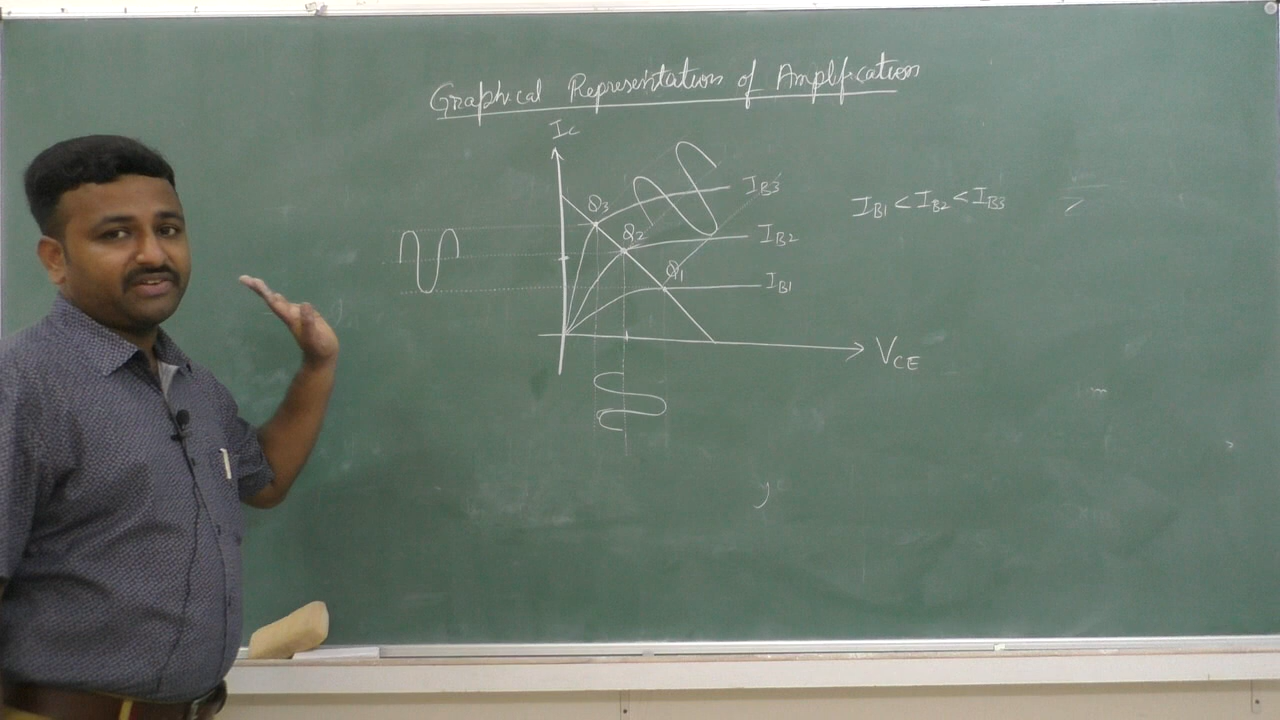 Graphical Representation of Amplification
Ic
IB3
Q3
IB1 < IB2 < IB3
Q2
IB2
Q1
IB1
VCE